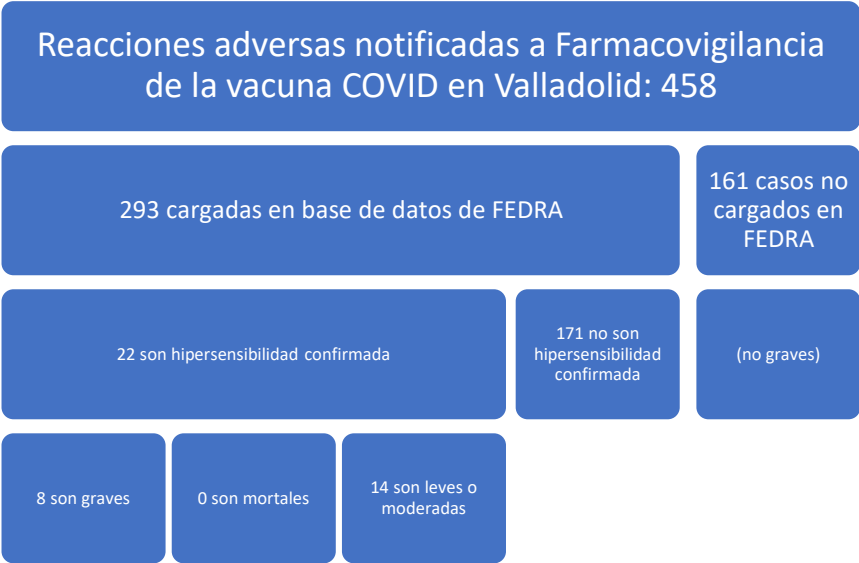 Reacciones adversas notificadas a Farmacovigilancia
de la vacuna COVID en Valladolid: 458
293 cargadas en base de datos de FEDRA
161 casos no
cargados en
FEDRA
22 son hipersensibilidad confirmada
171 no son
hipersensibilidad
confirmada
(no graves)
8 son graves
0 son mortales
14 son leves o
moderadas